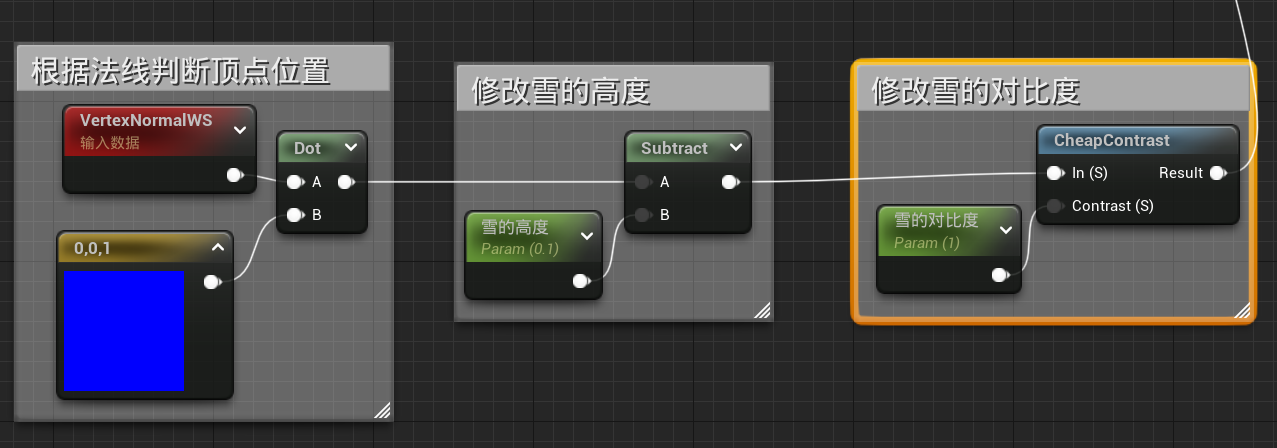 根据法线判断顶点位置
VertexNormalWS
输入数据
Dot
A
B
0,0,1
修改雪的高度
Subtract
A
B
雪的高度
Param (0.1)
修改雪的对比度
CheapContrast
In (S) Result
Contrast (S)
雪的对比度
Param (1)